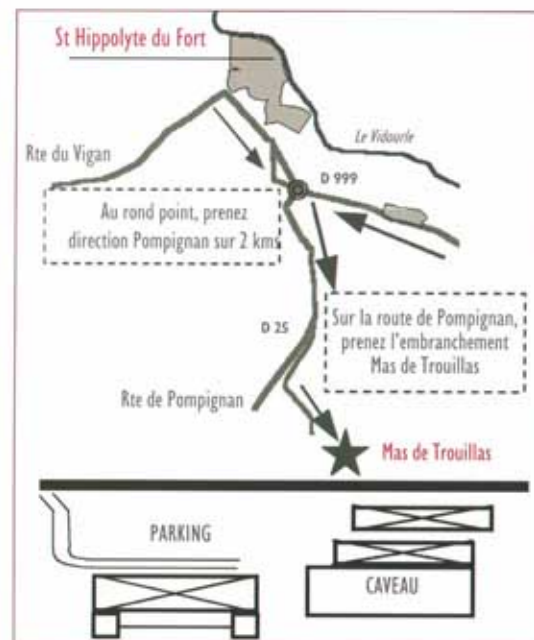 St Hippolyte du Fort
Le Vidourle
Rte du Vigan
D 999
Au rond point, prenez
direction Pompignan sur 2 kms
Sur la route de Pompignan,
prenez l'embranchement
Mas de Trouillas
D 25
Rte de Pompignan
Mas de Trouillas
PARKING
CAVEAU